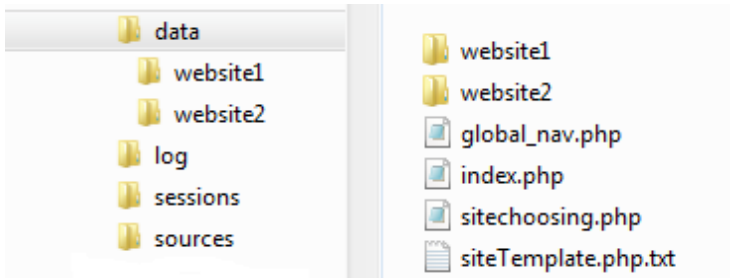 data
website1
website2
log
sessions
sources
website1
website2
global_nav.php
index.php
sitechoosing.php
siteTemplate.php.txt